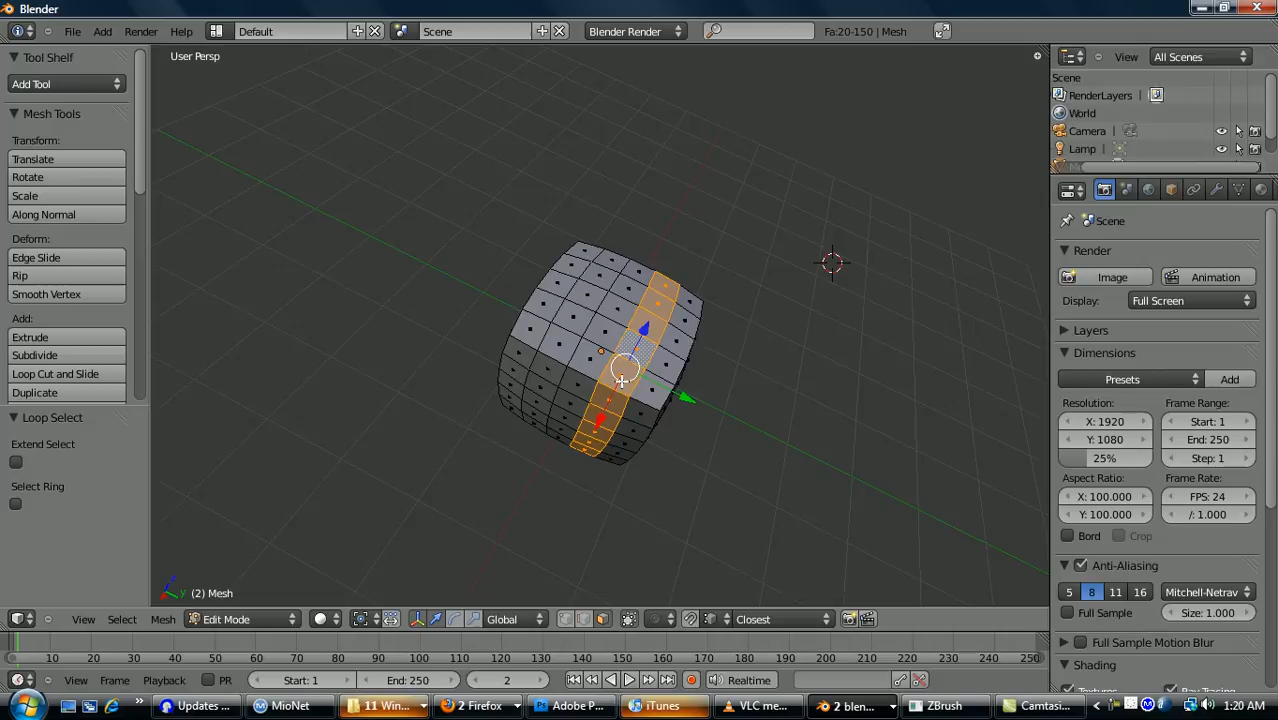 Blender
File Add Render Help Default Scene Blender Render Fa:20-150 | Mesh
Tool Shelf
Add Tool
Mesh Tools
Transform:
Translate
Rotate
Scale
Along Normal
Deform:
Edge Slide
Rip
Smooth Vertex
Add:
Extrude
Subdivide
Loop Cut and Slide
Duplicate
Loop Select
Extend Select
Select Ring
User Persp
(2) Mesh
View Select Mesh Edit Mode Global Closest
10 20 30 40 50 60 70 80 90 100 110 120 130 140 150 160 170 180 190 200 210 220 230 240 250
View Frame Playback PR Start: 1 End: 250 2 Realtime
View All Scenes
Scene
RenderLayers |
World
Camera |
Lamp |
Scene
Render
Image Animation
Display: Full Screen
Layers
Dimensions
Presets Add
Resolution: Frame Range:
X: 1920 Start: 1
Y: 1080 End: 250
25% Step: 1
Aspect Ratio: Frame Rate:
X: 100.000 FPS: 24
Y: 100.000 /: 1.000
Bord Crop
Anti-Aliasing
5 8 11 16 Mitchell-Netrav
Full Sample Size: 1.000
Full Sample Motion Blur
Shading
Textures Ray Tracing
Updates ... MioNet 11 Win... 2 Firefox Adobe P... iTunes VLC me... 2 blen... ZBrush Camtasi... 1:20 AM